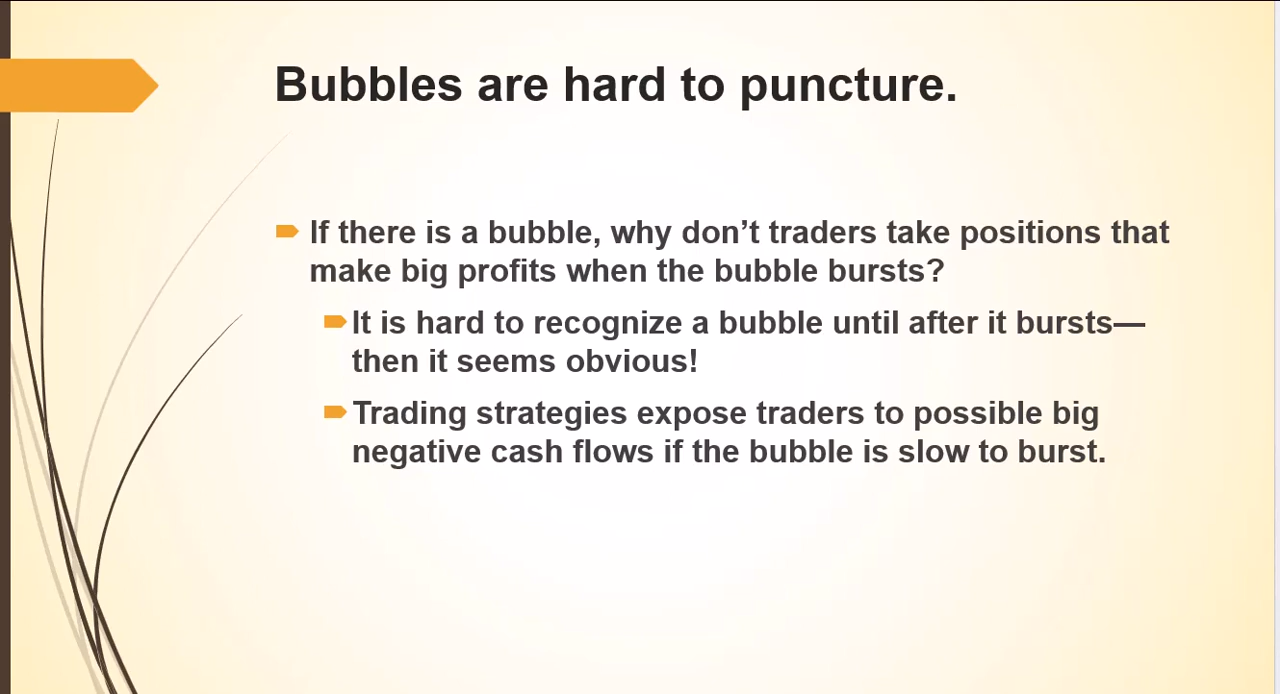 Bubbles are hard to puncture.
If there is a bubble, why don’t traders take positions that
make big profits when the bubble bursts?
It is hard to recognize a bubble until after it bursts—
then it seems obvious!
Trading strategies expose traders to possible big
negative cash flows if the bubble is slow to burst.